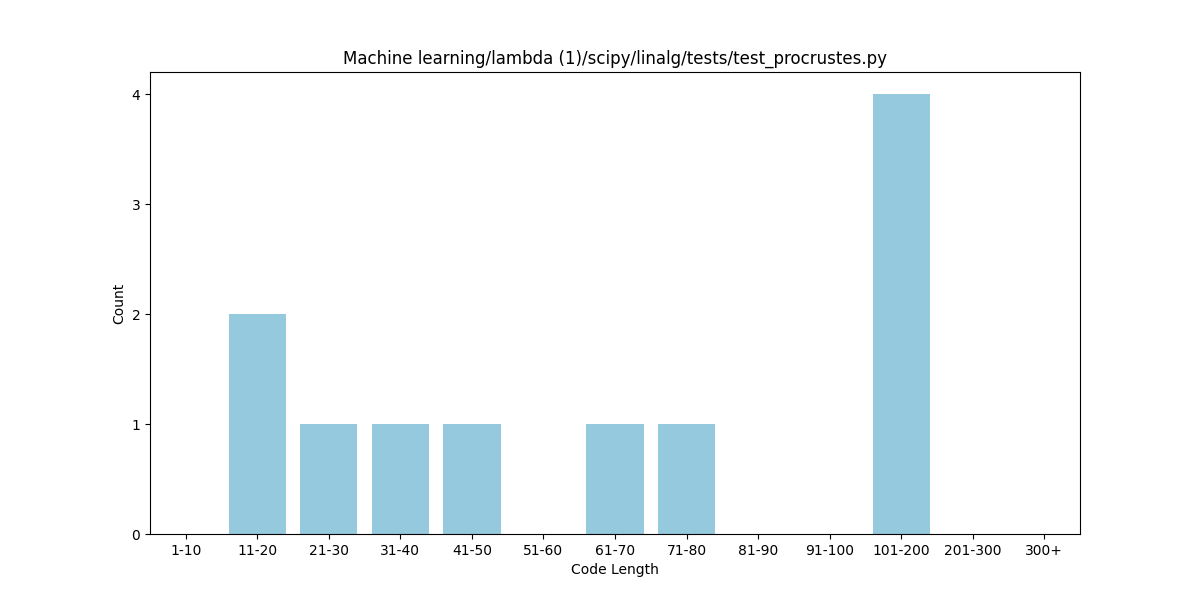 Machine learning/lambda (1)/scipy/linalg/tests/test_procrustes.py
4
3
2
1
0
Count
1-10 11-20 21-30 31-40 41-50 51-60 61-70 71-80 81-90 91-100 101-200 201-300 300+
Code Length